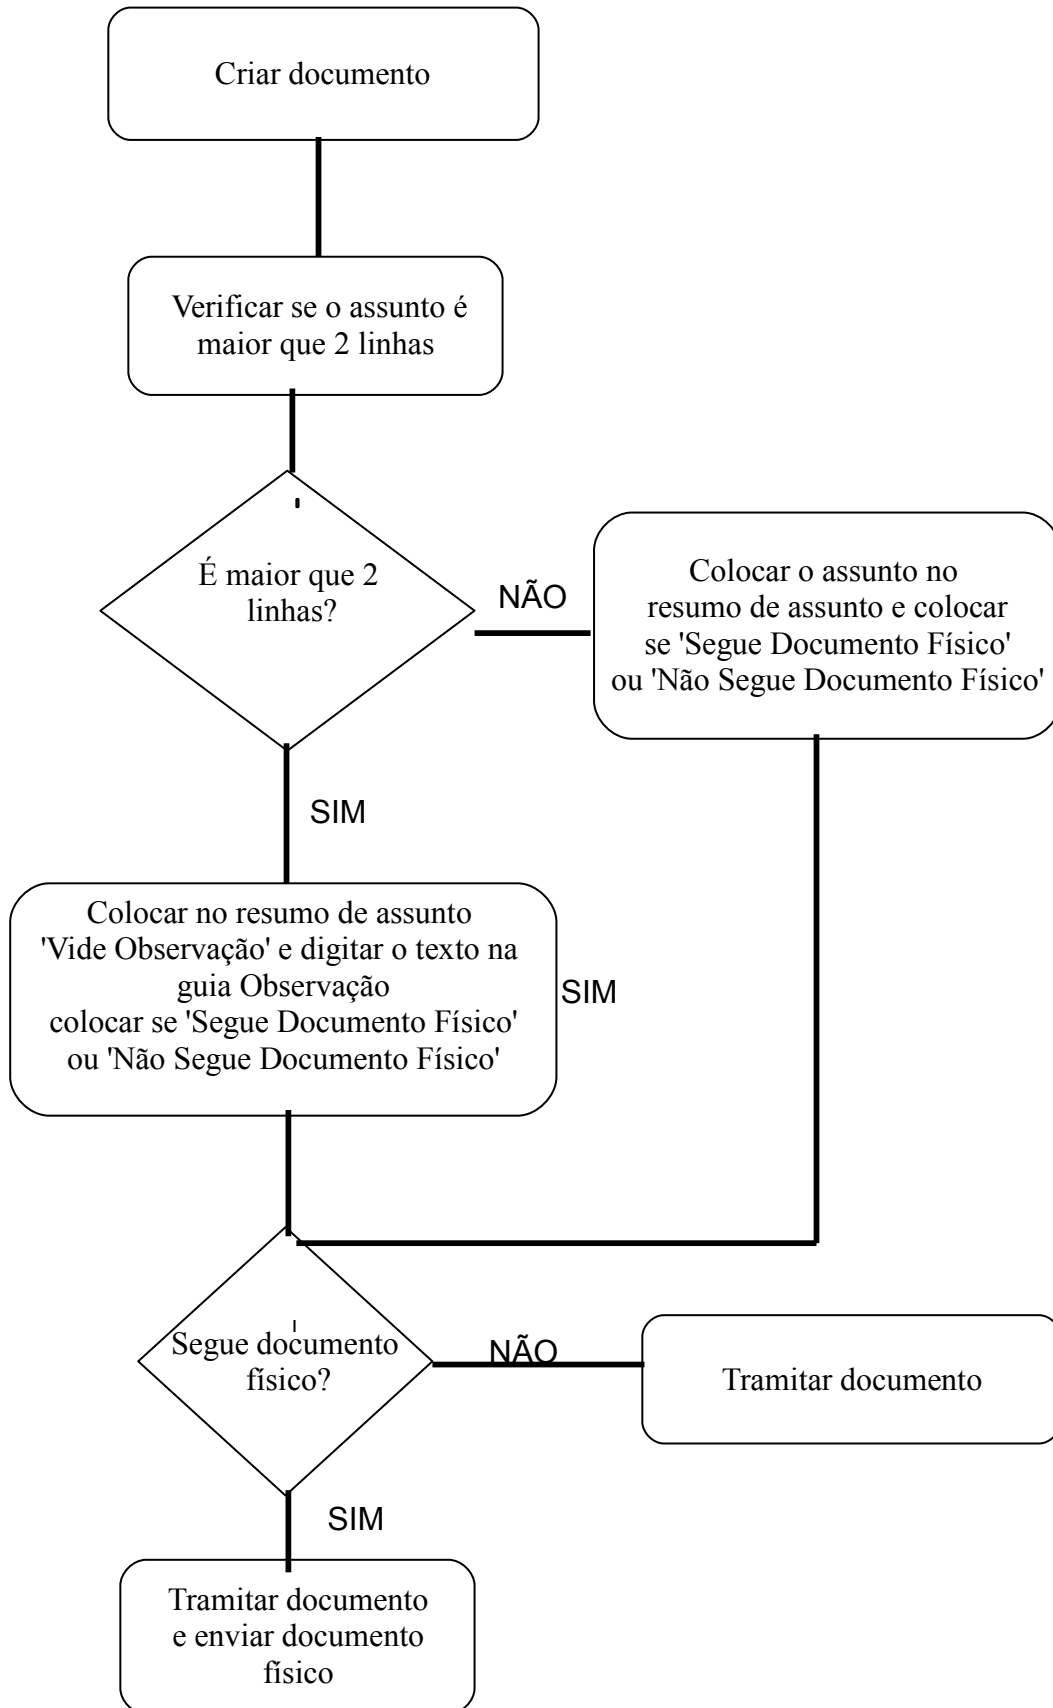 Criar documento
Verificar se o assunto é
maior que 2 linhas
É maior que 2
linhas?
NÃO
Colocar o assunto no
resumo de assunto e colocar
se 'Segue Documento Físico'
ou 'Não Segue Documento Físico'
SIM
Colocar no resumo de assunto
'Vide Observação' e digitar o texto na
guia Observação
colocar se 'Segue Documento Físico'
ou 'Não Segue Documento Físico'
SIM
Segue documento
físico?
NÃO
Tramitar documento
SIM
Tramitar documento
e enviar documento
físico